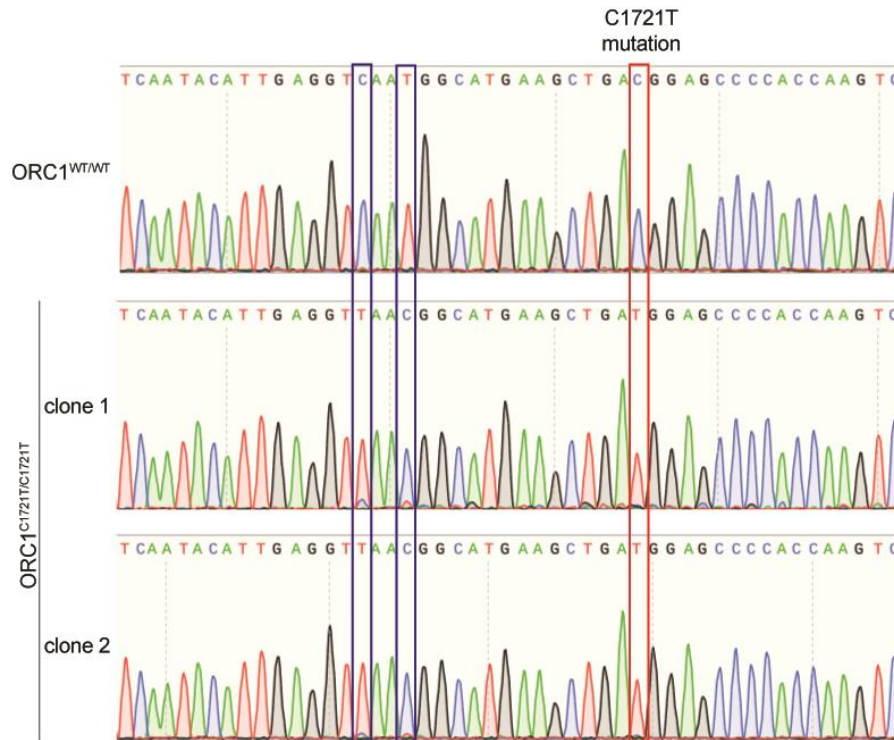 C1721T
mutation
TCAATACATTGAGGTCAATGGCATGAAGCTGACGGAGCCCCACCAAGTC
ORC1WT/WT
TCAATACATTGAGGTTAACGGCATGAAGCTGATGGAGCCCCACCAAGTC
clone 1
ORC1C1721T/C1721T
TCAATACATTGAGGTTAACGGCATGAAGCTGATGGAGCCCCACCAAGTC
clone 2